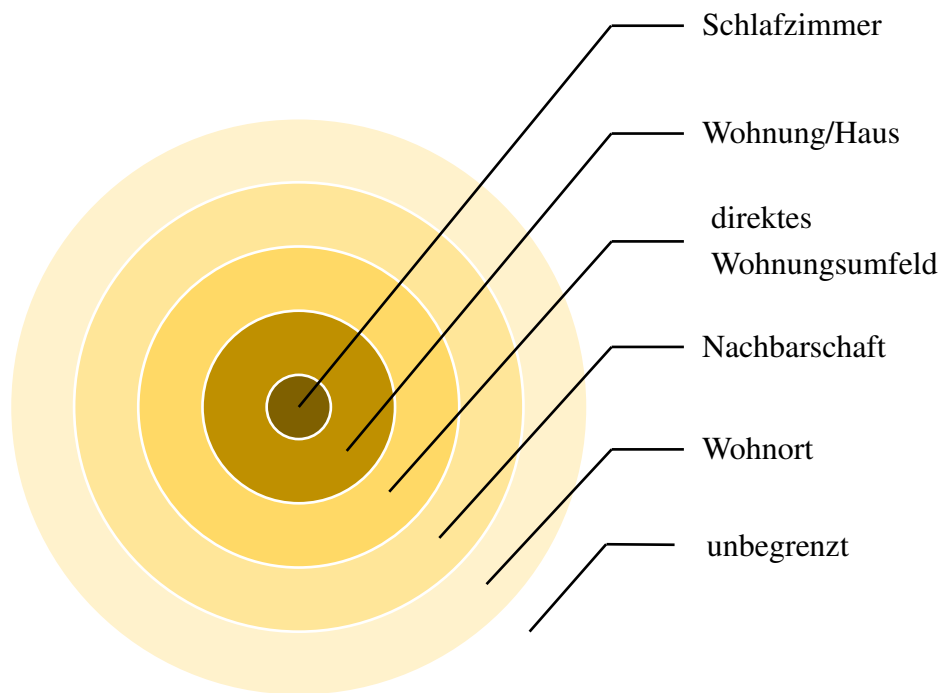 Schlafzimmer
Wohnung/Haus
direktes
Wohnungsumfeld
Nachbarschaft
Wohnort
unbegrenzt